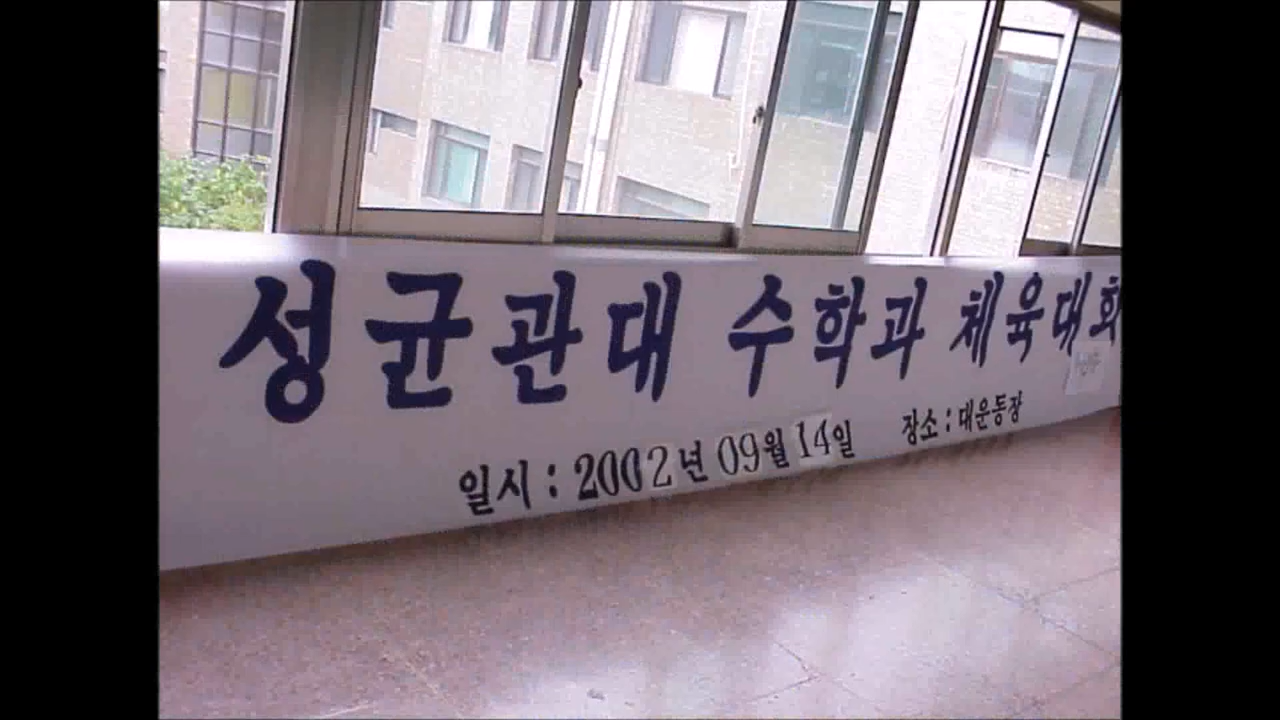 성균관대 수학과 체육대회
일시 : 2002년 09월 14일 장소 : 대운동장